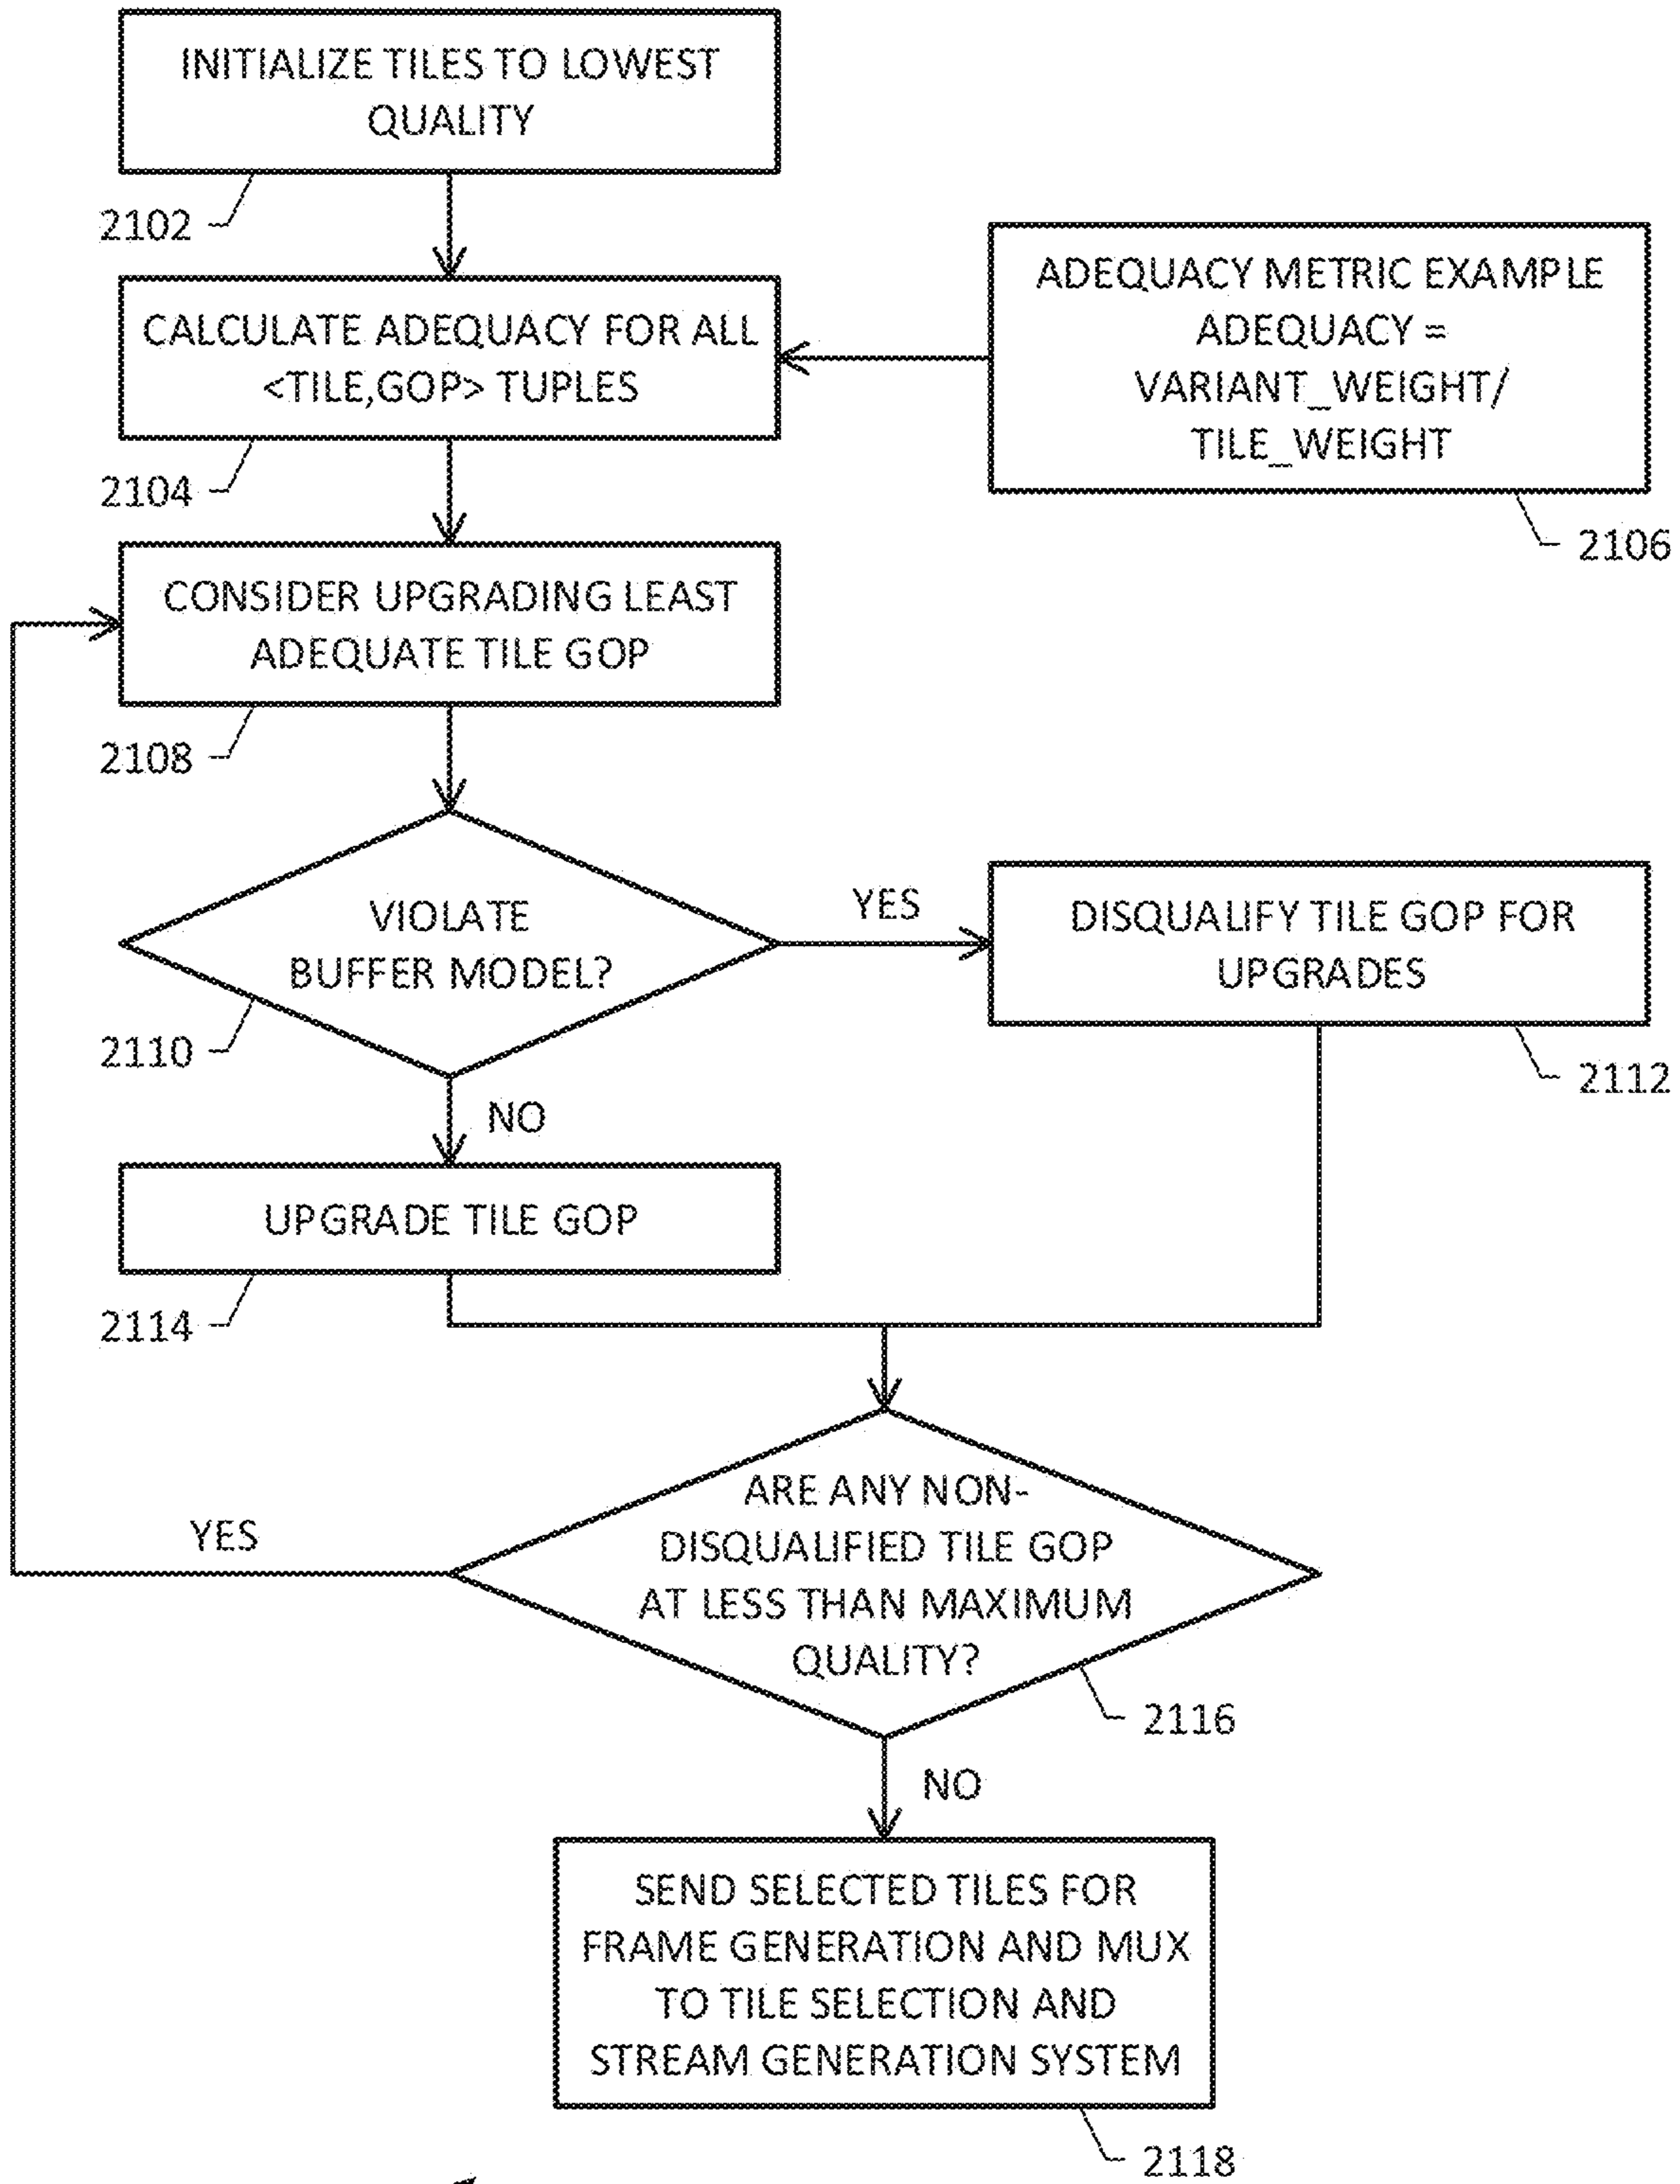 INITIALIZE TILES TO LOWEST
QUALITY
2102
CALCULATE ADEQUACY FOR ALL
<TILE,GOP> TUPLES
2104
ADEQUACY METRIC EXAMPLE
ADEQUACY =
VARIANT_WEIGHT/
TILE_WEIGHT
2106
CONSIDER UPGRADING LEAST
ADEQUATE TILE GOP
2108
VIOLATE
BUFFER MODEL?
2110
YES
DISQUALIFY TILE GOP FOR
UPGRADES
2112
NO
UPGRADE TILE GOP
2114
ARE ANY NON-
DISQUALIFIED TILE GOP
AT LESS THAN MAXIMUM
QUALITY?
2116
YES
NO
SEND SELECTED TILES FOR
FRAME GENERATION AND MUX
TO TILE SELECTION AND
STREAM GENERATION SYSTEM
2118